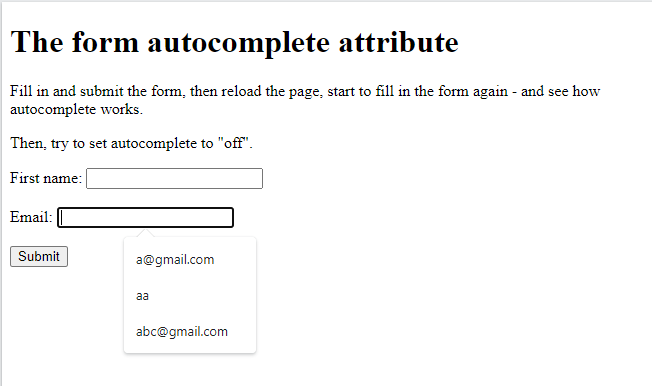 The form autocomplete attribute
Fill in and submit the form, then reload the page, start to fill in the form again - and see how
autocomplete works.
Then, try to set autocomplete to "off".
First name:
Email:
Submit
a@gmail.com
aa
abc@gmail.com